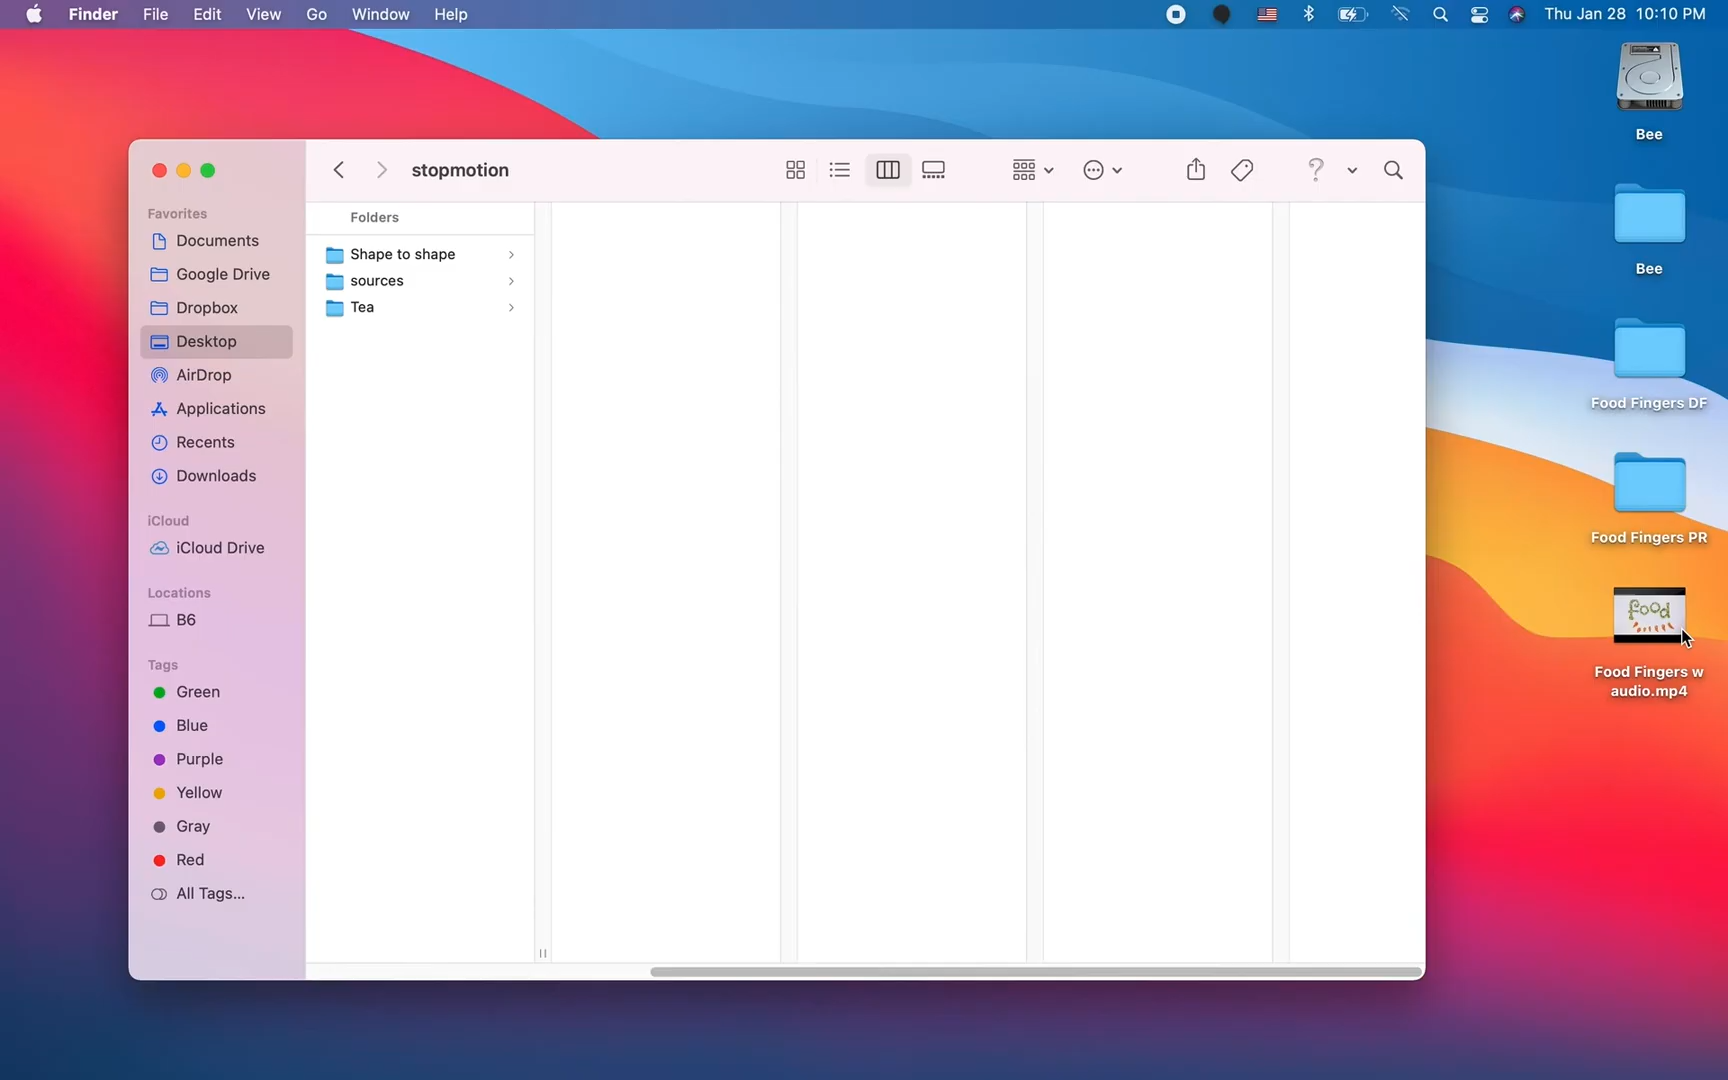 Finder File Edit View Go Window Help
Thu Jan 28 10:10 PM
stopmotion
Favorites
Documents
Google Drive
Dropbox
Desktop
AirDrop
Applications
Recents
Downloads
iCloud
iCloud Drive
Locations
B6
Tags
Green
Blue
Purple
Yellow
Gray
Red
All Tags...
Folders
Shape to shape
sources
Tea
Bee
Bee
Food Fingers DF
Food Fingers PR
food
Food Fingers w
audio.mp4